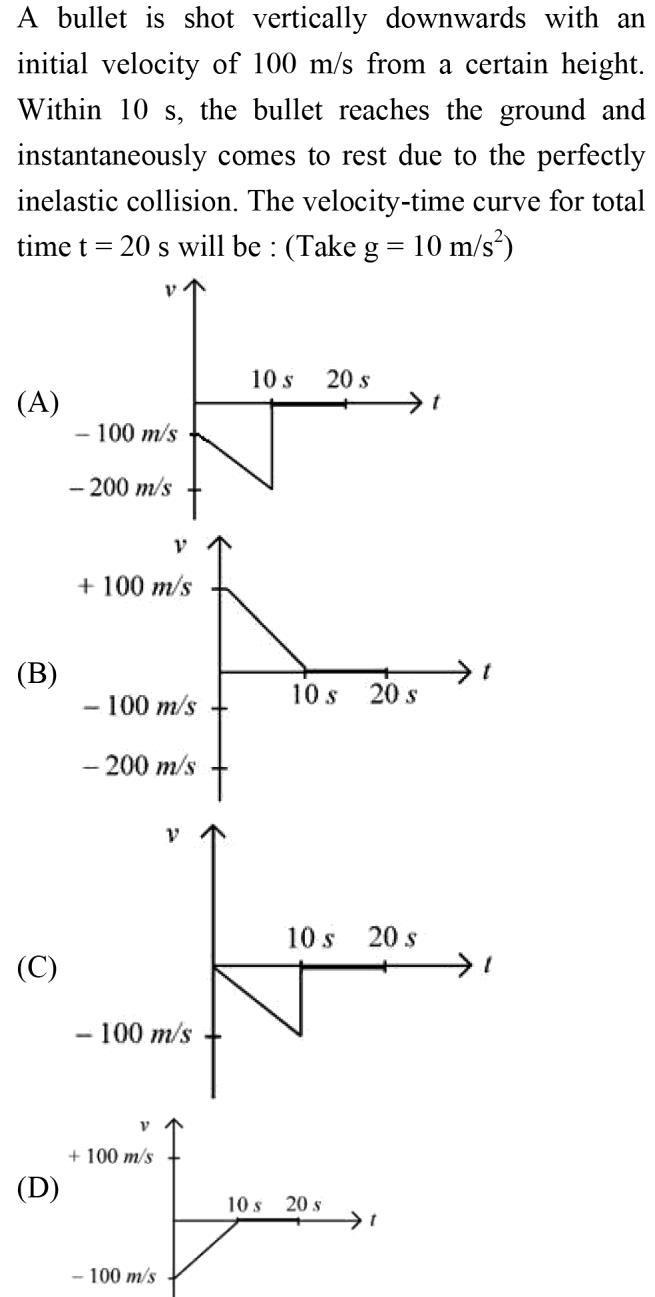 A bullet is shot vertically downwards with an
initial velocity of 100 m/s from a certain height.
Within 10 s, the bullet reaches the ground and
instantaneously comes to rest due to the perfectly
inelastic collision. The velocity-time curve for total
time t = 20 s will be : (Take g = 10 m/s²)
v
10 s 20 s
(A)
t
– 100 m/s
– 200 m/s
v
+ 100 m/s
(B)
t
10 s 20 s
– 100 m/s
– 200 m/s
v
10 s 20 s
(C)
t
– 100 m/s
v
+ 100 m/s
(D)
10 s 20 s
t
– 100 m/s